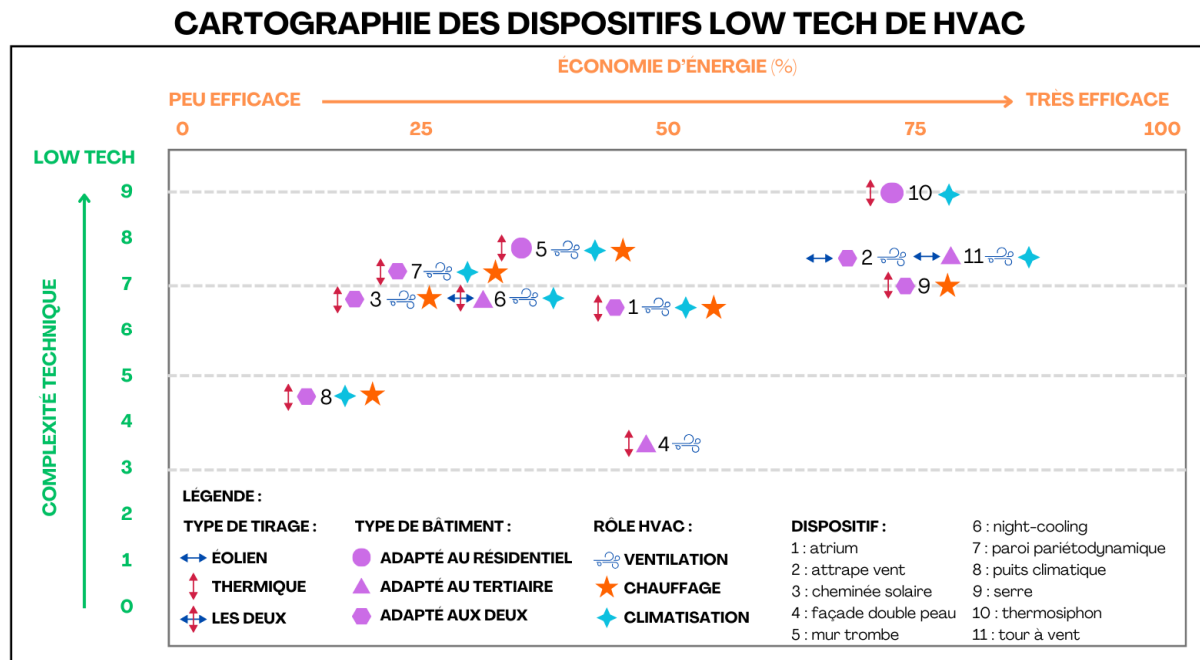 CARTOGRAPHIE DES DISPOSITIFS LOW TECH DE HVAC
ÉCONOMIE D’ÉNERGIE (%)
PEU EFFICACE
TRÈS EFFICACE
0 25 50 75 100
LOW TECH
COMPLEXITÉ TECHNIQUE
9
8
7
6
5
4
3
2
1
0
10
5
2
11
7
9
3
6
1
8
4
LÉGENDE :
TYPE DE TIRAGE :
ÉOLIEN
THERMIQUE
LES DEUX
TYPE DE BÂTIMENT :
ADAPTÉ AU RÉSIDENTIEL
ADAPTÉ AU TERTIAIRE
ADAPTÉ AUX DEUX
RÔLE HVAC :
VENTILATION
CHAUFFAGE
CLIMATISATION
DISPOSITIF :
1 : atrium
2 : attrape vent
3 : cheminée solaire
4 : façade double peau
5 : mur trombe
6 : night-cooling
7 : paroi pariétodynamique
8 : puits climatique
9 : serre
10 : thermosiphon
11 : tour à vent